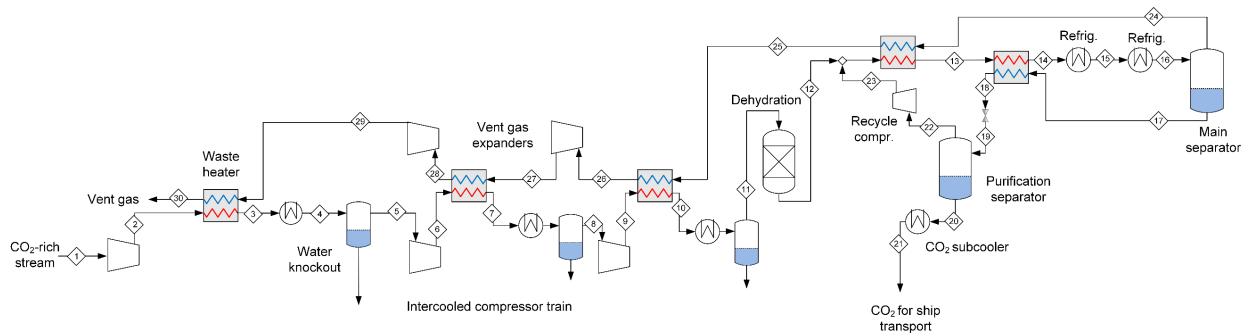 24
Refrig.
Refrig.
25
13
14
15
16
12
18
23
Dehydration
17
Recycle
compr.
22
19
Main
separator
29
Vent gas
expanders
Waste
heater
28
27
26
11
Purification
separator
Vent gas
30
2
3
4
5
6
7
8
9
10
20
CO₂ subcooler
21
CO₂-rich
stream
1
Water
knockout
Intercooled compressor train
CO₂ for ship
transport